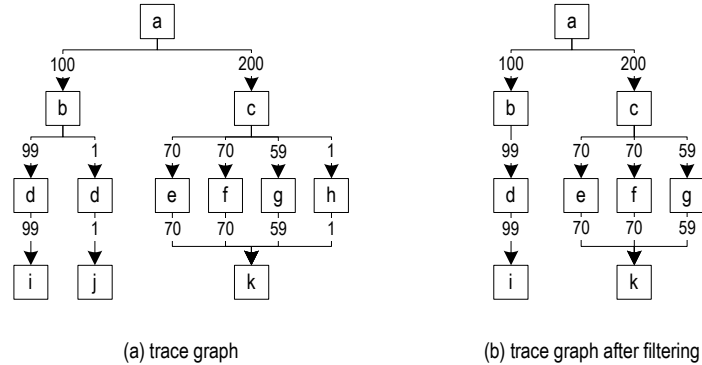 a a
100 200 100 200
b c b c
99 1 70 70 59 1 99 70 70 59
d d e f g h d e f g
99 1 70 70 59 1 99 70 70 59
i j k i k
(a) trace graph (b) trace graph after filtering